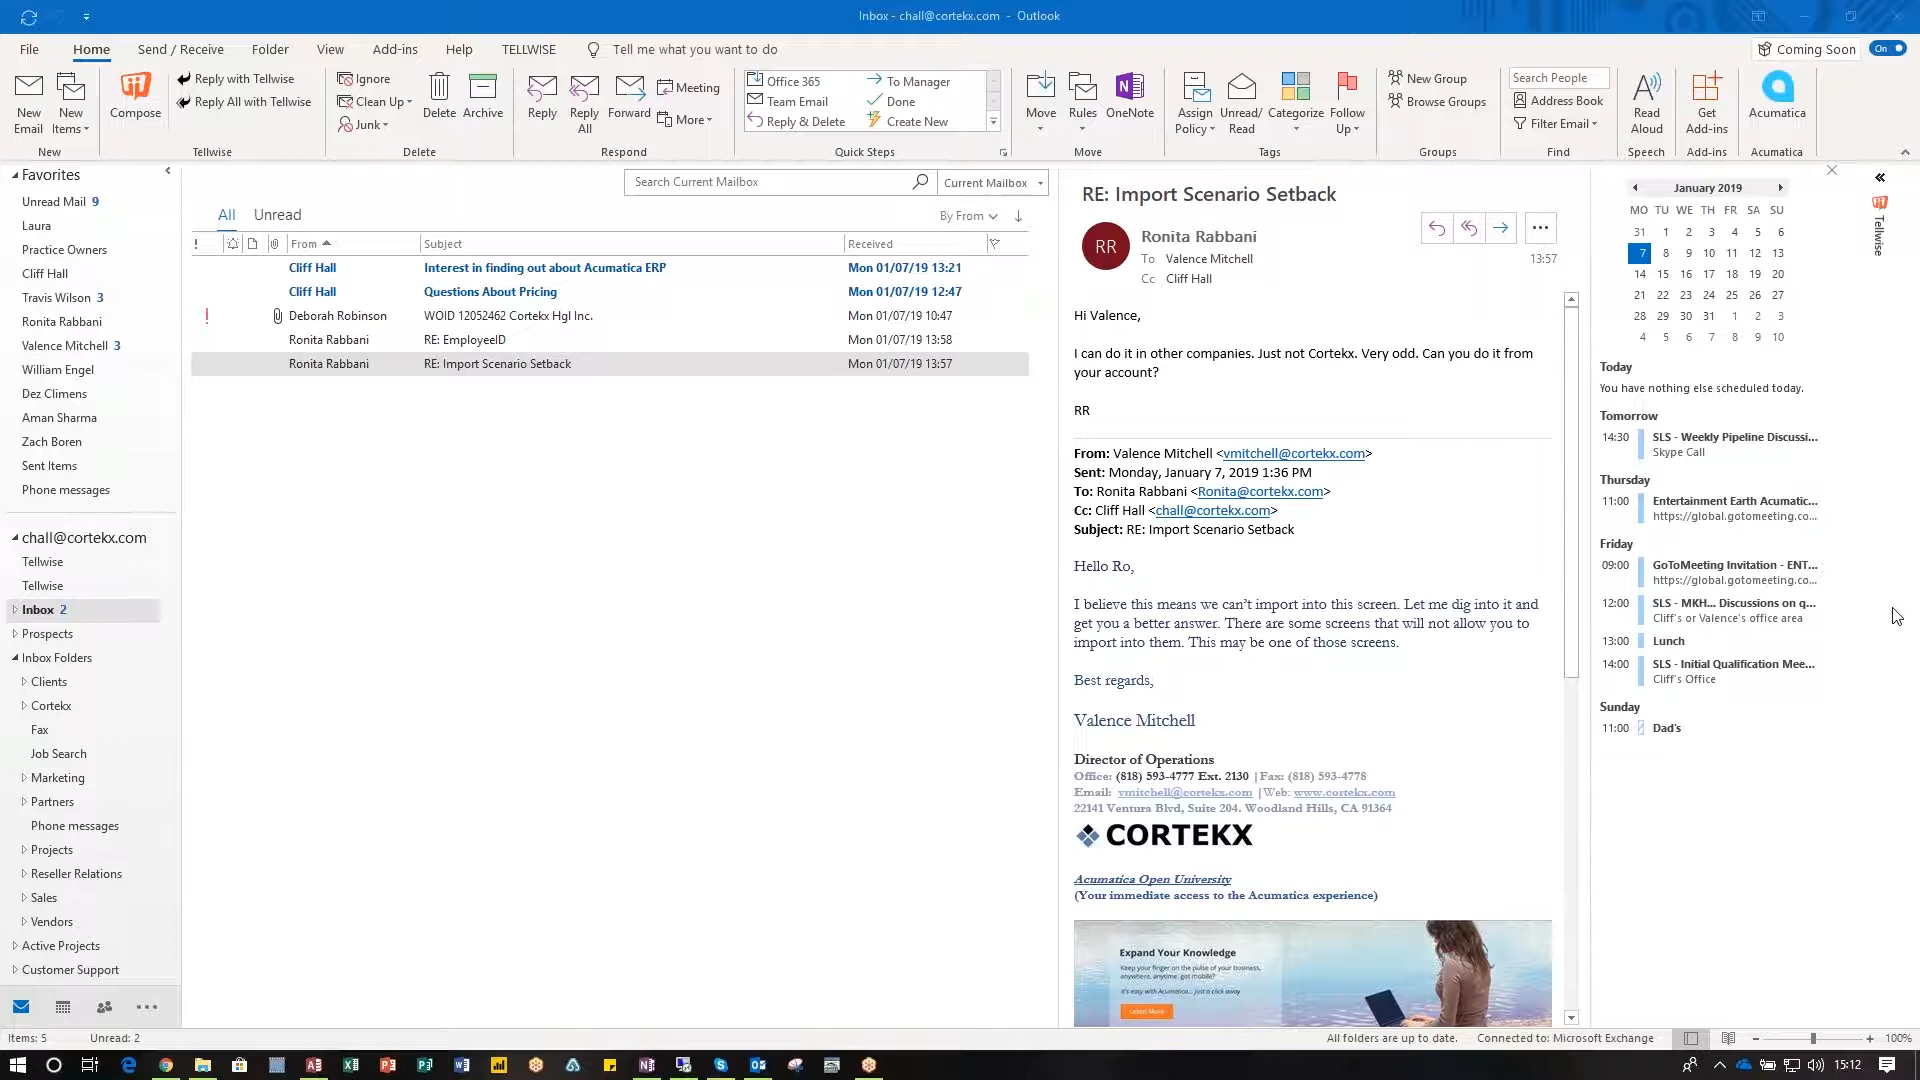 Inbox - chall@cortekx.com - Outlook
File Home Send / Receive Folder View Add-ins Help TELLWISE Tell me what you want to do Coming Soon On
New Email
New Items
New
Compose
Reply with Tellwise
Reply All with Tellwise
Tellwise
Ignore
Clean Up
Junk
Delete
Archive
Delete
Reply
Reply All
Forward
Meeting
More
Respond
Office 365
Team Email
Reply & Delete
To Manager
Done
Create New
Quick Steps
Move
Rules
OneNote
Move
Assign Policy
Unread/ Read
Categorize
Follow Up
Tags
New Group
Browse Groups
Groups
Search People
Address Book
Filter Email
Find
Read Aloud
Speech
Get Add-ins
Add-ins
Acumatica
Acumatica
Favorites
Unread Mail 9
Laura
Practice Owners
Cliff Hall
Travis Wilson 3
Ronita Rabbani
Valence Mitchell 3
William Engel
Dez Climens
Aman Sharma
Zach Boren
Sent Items
Phone messages
chall@cortekx.com
Tellwise
Tellwise
Inbox 2
Prospects
Inbox Folders
Clients
Cortekx
Fax
Job Search
Marketing
Partners
Phone messages
Projects
Reseller Relations
Sales
Vendors
Active Projects
Customer Support
Search Current Mailbox
Current Mailbox
All Unread
By From
! From Subject Received
Cliff Hall Interest in finding out about Acumatica ERP Mon 01/07/19 13:21
Cliff Hall Questions About Pricing Mon 01/07/19 12:47
! Deborah Robinson WOID 12052462 Cortekx Hgl Inc. Mon 01/07/19 10:47
Ronita Rabbani RE: EmployeeID Mon 01/07/19 13:58
Ronita Rabbani RE: Import Scenario Setback Mon 01/07/19 13:57
RE: Import Scenario Setback
RR
Ronita Rabbani
To Valence Mitchell
Cc Cliff Hall
13:57
Hi Valence,
I can do it in other companies. Just not Cortekx. Very odd. Can you do it from
your account?
RR
From: Valence Mitchell <vmitchell@cortekx.com>
Sent: Monday, January 7, 2019 1:36 PM
To: Ronita Rabbani <Ronita@cortekx.com>
Cc: Cliff Hall <chall@cortekx.com>
Subject: RE: Import Scenario Setback
Hello Ro,
I believe this means we can't import into this screen. Let me dig into it and
get you a better answer. There are some screens that will not allow you to
import into them. This may be one of those screens.
Best regards,
Valence Mitchell
Director of Operations
Office: (818) 593-4777 Ext. 2130 | Fax: (818) 593-4778
Email: vmitchell@cortekx.com | Web: www.cortekx.com
22141 Ventura Blvd, Suite 204. Woodland Hills, CA 91364
CORTEKX
Acumatica Open University
(Your immediate access to the Acumatica experience)
Expand Your Knowledge
Keep your finger on the pulse of your business,
anywhere, anytime, got mobile?
It's easy with Acumatica... just a click away
Learn More
January 2019
MO TU WE TH FR SA SU
31 1 2 3 4 5 6
7 8 9 10 11 12 13
14 15 16 17 18 19 20
21 22 23 24 25 26 27
28 29 30 31 1 2 3
4 5 6 7 8 9 10
Today
You have nothing else scheduled today.
Tomorrow
14:30 SLS - Weekly Pipeline Discussi...
Skype Call
Thursday
11:00 Entertainment Earth Acumatic...
https://global.gotomeeting.co...
Friday
09:00 GoToMeeting Invitation - ENT...
https://global.gotomeeting.co...
12:00 SLS - MKH... Discussions on q...
Cliff's or Valence's office area
13:00 Lunch
14:00 SLS - Initial Qualification Mee...
Cliff's Office
Sunday
11:00 Dad's
Tellwise
Items: 5 Unread: 2 All folders are up to date. Connected to: Microsoft Exchange 100%
15:12